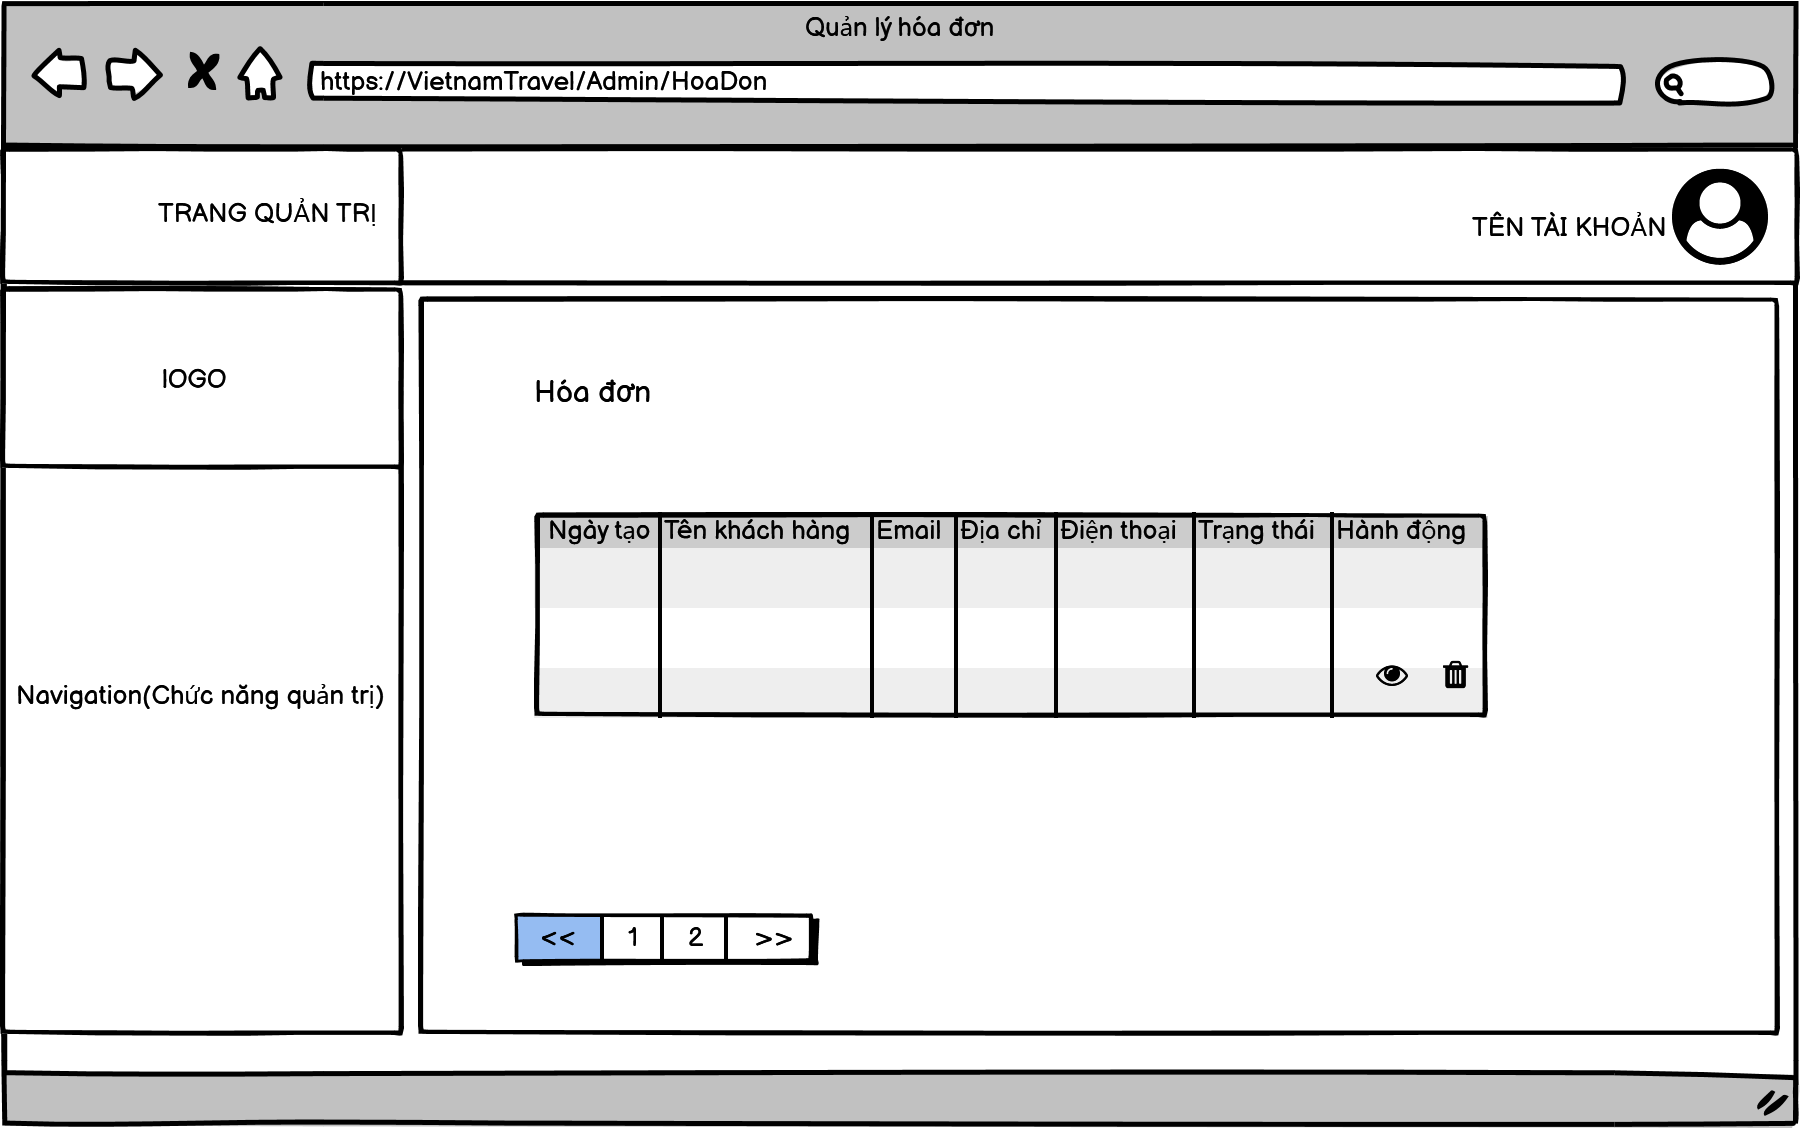 Quản lý hóa đơn
https://VietnamTravel/Admin/HoaDon
TRANG QUẢN TRỊ
TÊN TÀI KHOẢN
lOGO
Hóa đơn
Ngày tạo Tên khách hàng Email Địa chỉ Điện thoại Trạng thái Hành động
Navigation(Chức năng quản trị)
<< 1 2 >>